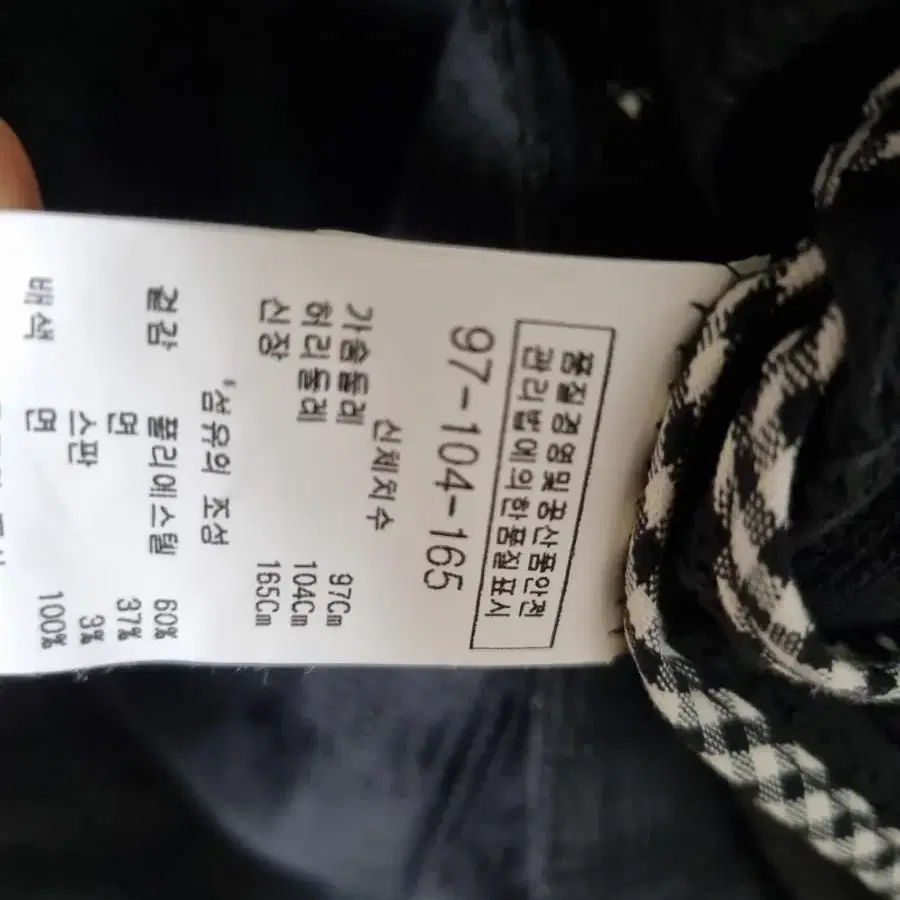 품질경영및공산품안전
관리법에의한품질표시
97-104-165
신체치수
가슴둘레 97Cm
허리둘레 104Cm
신장 165Cm
섬유의 조성
겉감 폴리에스텔 60%
면 37%
스판 3%
배색 면 100%